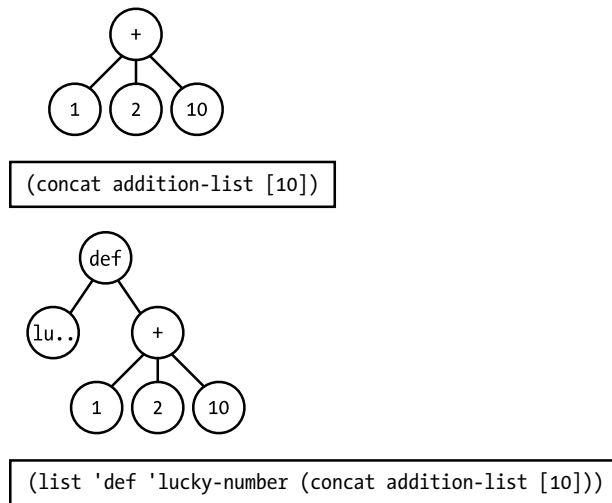 +
1 2 10
(concat addition-list [10])
def
lu.. +
1 2 10
(list 'def 'lucky-number (concat addition-list [10]))